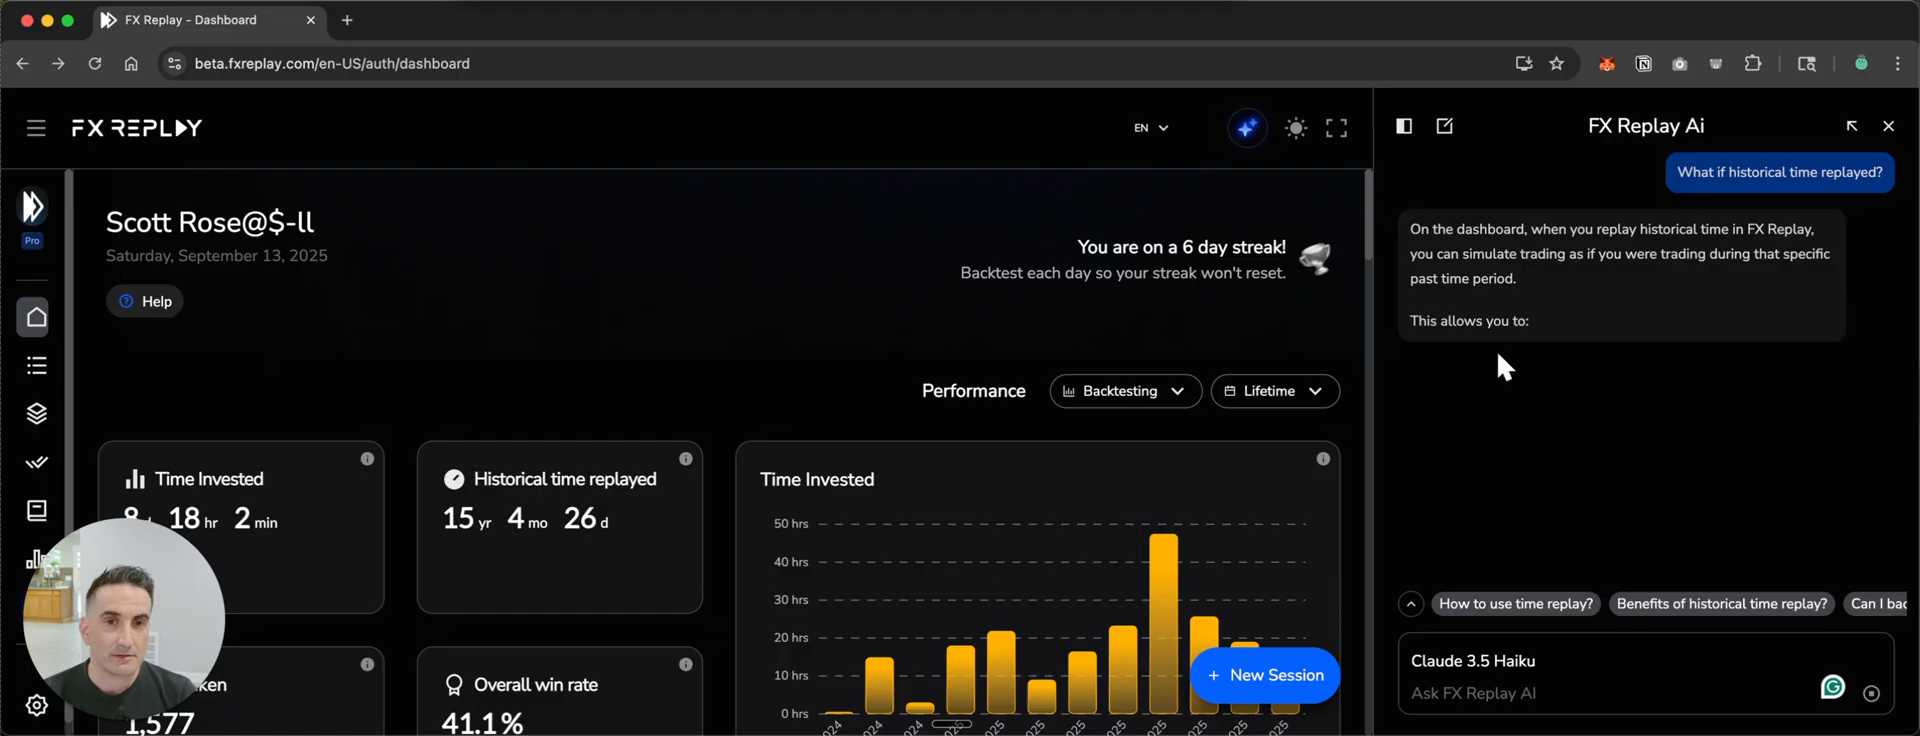 FX Replay - Dashboard
beta.fxreplay.com/en-US/auth/dashboard
FX REPLAY
EN
Pro
Scott Rose@$-ll
Saturday, September 13, 2025
Help
You are on a 6 day streak!
Backtest each day so your streak won't reset.
Performance
Backtesting
Lifetime
Time Invested
18 hr 2 min
Historical time replayed
15 yr 4 mo 26 d
1,577
Overall win rate
41.1%
Time Invested
50 hrs
40 hrs
30 hrs
20 hrs
10 hrs
0 hrs
New Session
FX Replay Ai
What if historical time replayed?
On the dashboard, when you replay historical time in FX Replay,
you can simulate trading as if you were trading during that specific
past time period.
This allows you to:
How to use time replay?
Benefits of historical time replay?
Can I bac
Claude 3.5 Haiku
Ask FX Replay AI